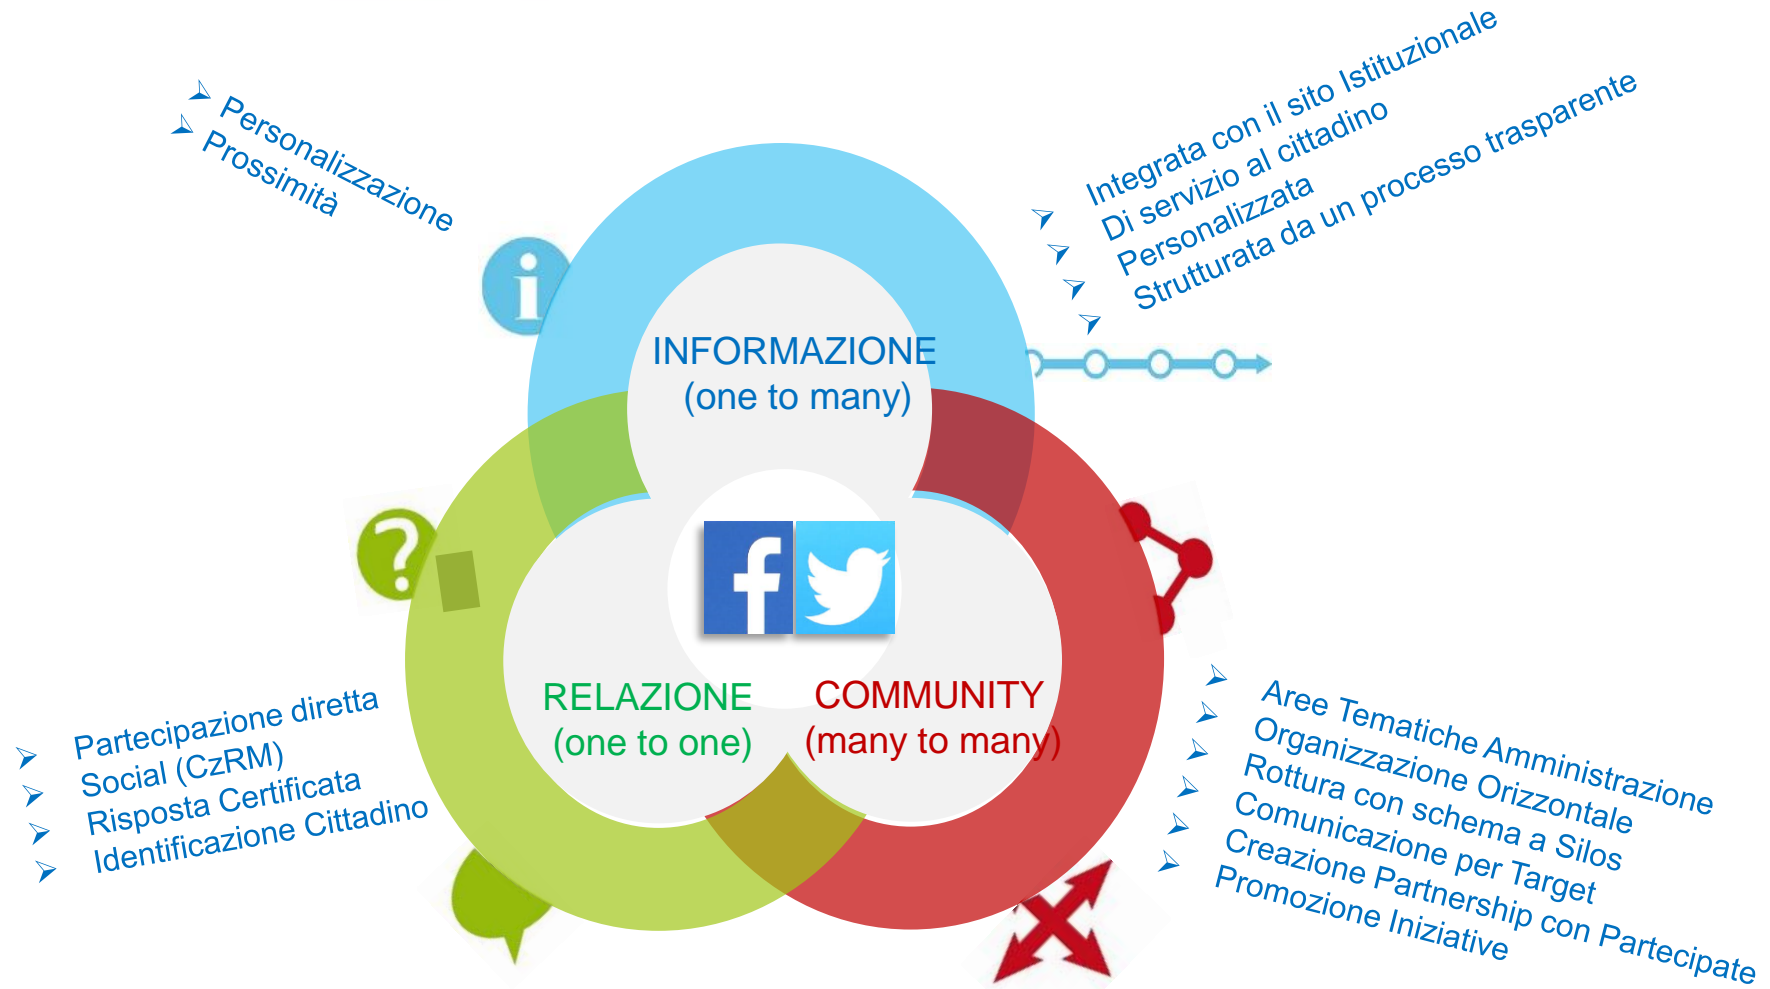 Personalizzazione
Prossimità
Integrata con il sito Istituzionale
Di servizio al cittadino
Personalizzata
Strutturata da un processo trasparente
INFORMAZIONE
(one to many)
RELAZIONE
(one to one)
COMMUNITY
(many to many)
Partecipazione diretta
Social (CzRM)
Risposta Certificata
Identificazione Cittadino
Aree Tematiche Amministrazione
Organizzazione Orizzontale
Rottura con schema a Silos
Comunicazione per Target
Creazione Partnership con Partecipate
Promozione Iniziative